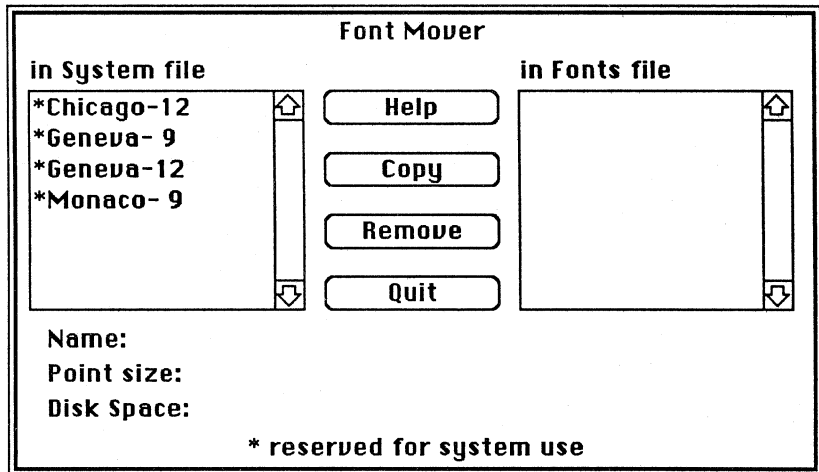 Font Mover
in System file
in Fonts file
*Chicago-12
*Geneva- 9
*Geneva-12
*Monaco- 9
Help
Copy
Remove
Quit
Name:
Point size:
Disk Space:
* reserved for system use